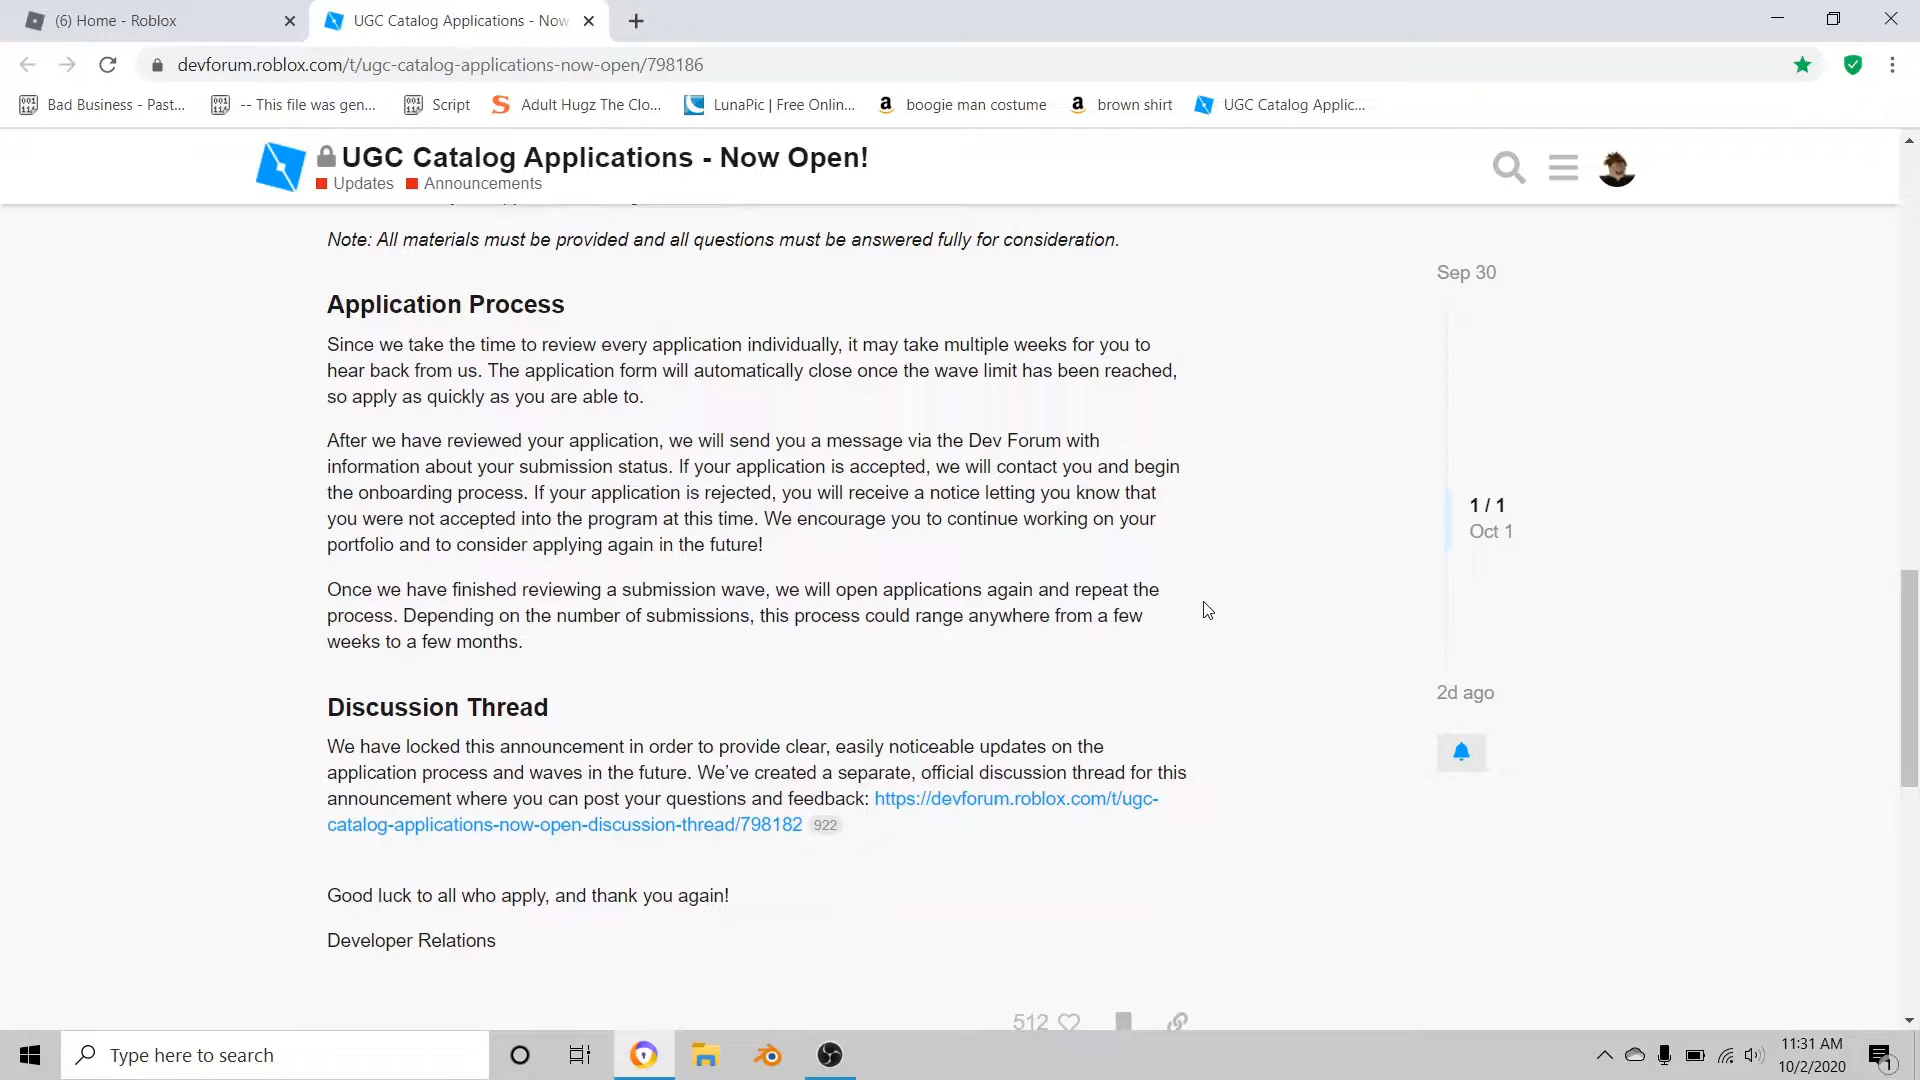 (6) Home - Roblox
UGC Catalog Applications - Now
devforum.roblox.com/t/ugc-catalog-applications-now-open/798186
Bad Business - Past...
-- This file was gen...
Script
Adult Hugz The Clo...
LunaPic | Free Onlin...
boogie man costume
brown shirt
UGC Catalog Applic...
UGC Catalog Applications - Now Open!
Updates
Announcements
Note: All materials must be provided and all questions must be answered fully for consideration.
Application Process
Since we take the time to review every application individually, it may take multiple weeks for you to
hear back from us. The application form will automatically close once the wave limit has been reached,
so apply as quickly as you are able to.
After we have reviewed your application, we will send you a message via the Dev Forum with
information about your submission status. If your application is accepted, we will contact you and begin
the onboarding process. If your application is rejected, you will receive a notice letting you know that
you were not accepted into the program at this time. We encourage you to continue working on your
portfolio and to consider applying again in the future!
Once we have finished reviewing a submission wave, we will open applications again and repeat the
process. Depending on the number of submissions, this process could range anywhere from a few
weeks to a few months.
Discussion Thread
We have locked this announcement in order to provide clear, easily noticeable updates on the
application process and waves in the future. We've created a separate, official discussion thread for this
announcement where you can post your questions and feedback: https://devforum.roblox.com/t/ugc-
catalog-applications-now-open-discussion-thread/798182 922
Good luck to all who apply, and thank you again!
Developer Relations
512
Sep 30
1 / 1
Oct 1
2d ago
Type here to search
11:31 AM
10/2/2020
1